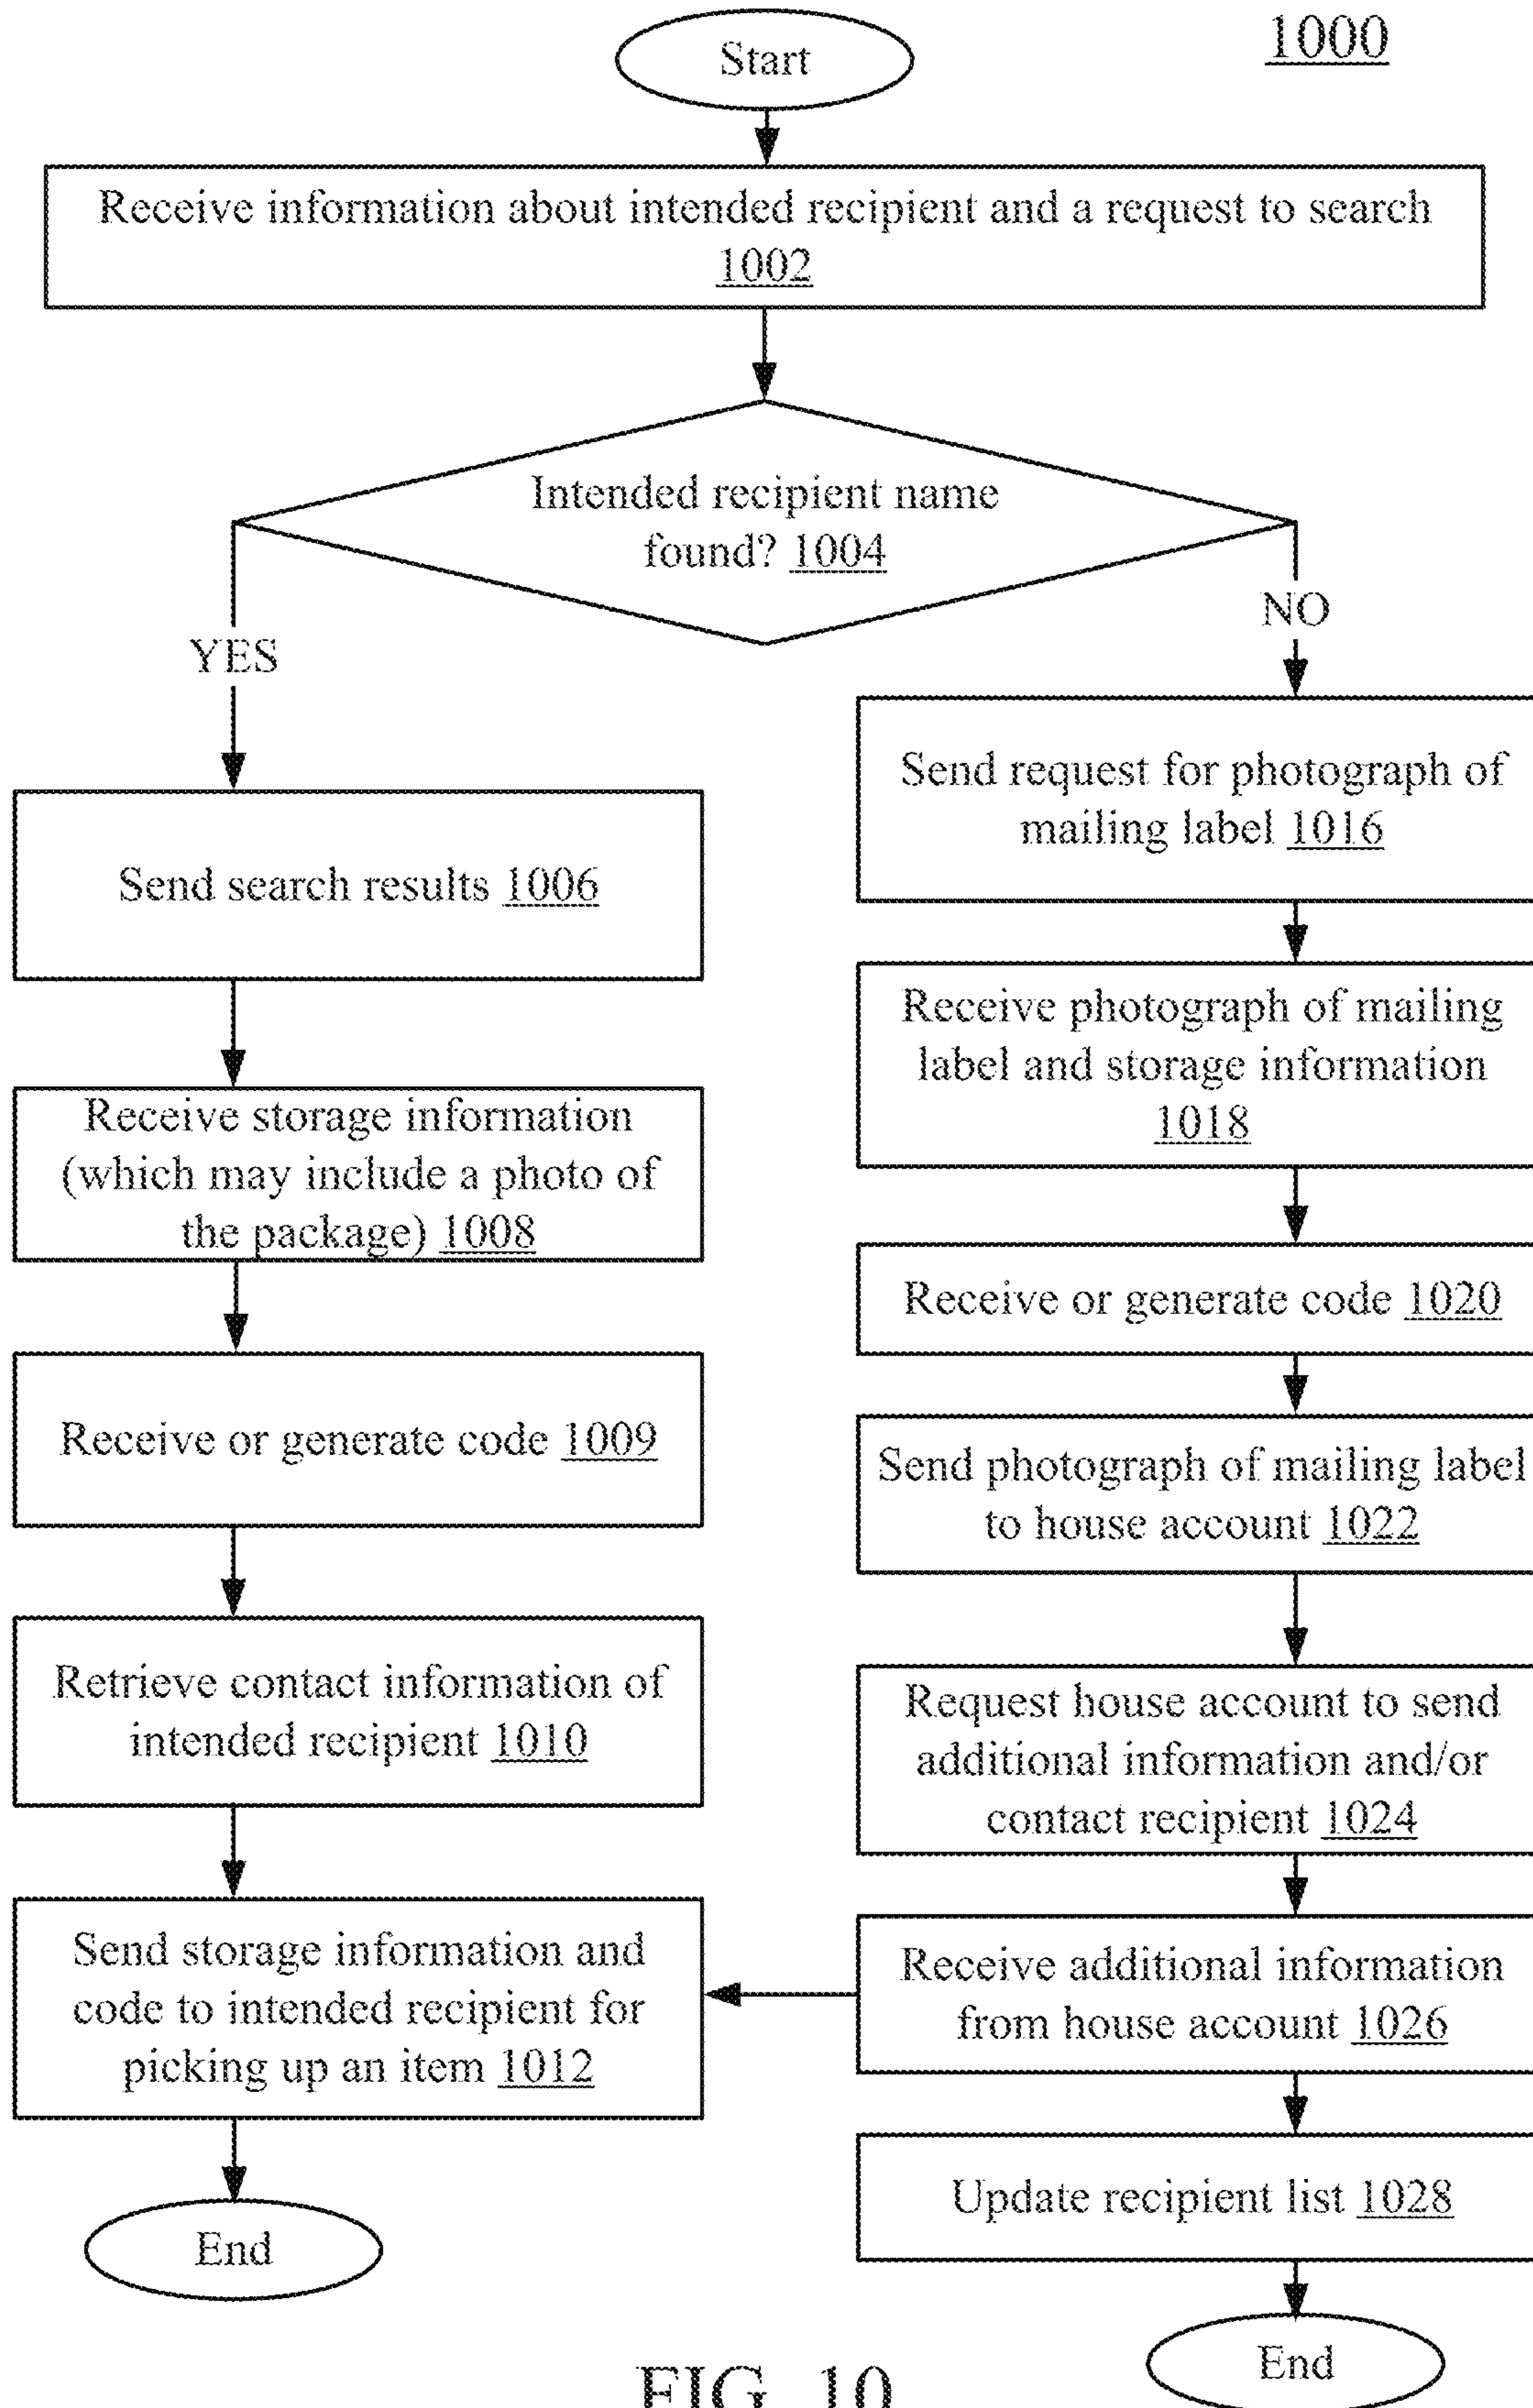 1000
Start
Receive information about intended recipient and a request to search
1002
Intended recipient name
found? 1004
YES
NO
Send search results 1006
Receive storage information
(which may include a photo of
the package) 1008
Receive or generate code 1009
Retrieve contact information of
intended recipient 1010
Send storage information and
code to intended recipient for
picking up an item 1012
End
Send request for photograph of
mailing label 1016
Receive photograph of mailing
label and storage information
1018
Receive or generate code 1020
Send photograph of mailing label
to house account 1022
Request house account to send
additional information and/or
contact recipient 1024
Receive additional information
from house account 1026
Update recipient list 1028
End
FIG. 10